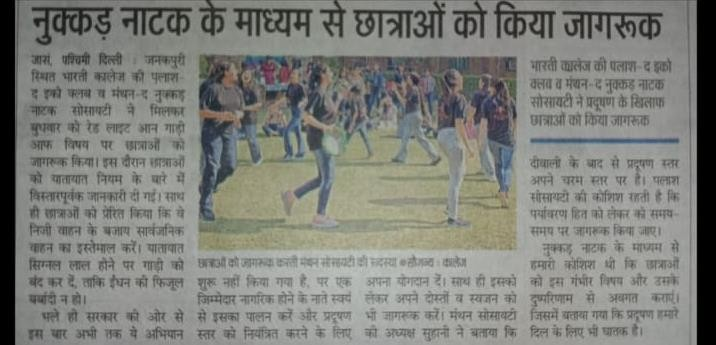 नुक्कड़ नाटक के माध्यम से छात्राओं को किया जागरूक
जासं, पश्चिमी दिल्ली : जनकपुरी
स्थित भारती कालेज की पलाश-
द इको क्लब व मंथन-द नुक्कड़
नाटक सोसायटी ने मिलकर
बुधवार को रेड लाइट आन गाड़ी
आफ विषय पर छात्राओं को
जागरूक किया। इस दौरान छात्राओं
को यातायात नियम के बारे में
विस्तारपूर्वक जानकारी दी गई। साथ
ही छात्राओं को प्रेरित किया कि वे
निजी वाहन के बजाय सार्वजनिक
वाहन का इस्तेमाल करें। यातायात
सिग्नल लाल होने पर गाड़ी को
बंद कर दें, ताकि ईंधन की फिजूल
बर्बादी न हो।
भले ही सरकार की ओर से
इस बार अभी तक ये अभियान
छात्राओं को जागरूक करती मंथन सोसायटी की सदस्या ● सौजन्य : कालेज
शुरू नहीं किया गया है, पर एक
जिम्मेदार नागरिक होने के नाते स्वयं
से इसका पालन करें और प्रदूषण
स्तर को नियंत्रित करने के लिए
अपना योगदान दें। साथ ही इसको
लेकर अपने दोस्तों व स्वजन को
भी जागरूक करें। मंथन सोसायटी
की अध्यक्ष सुहानी ने बताया कि
भारती कालेज की पलाश-द इको
क्लब व मंथन-द नुक्कड़ नाटक
सोसायटी ने प्रदूषण के खिलाफ
छात्राओं को किया जागरूक
दीवाली के बाद से प्रदूषण स्तर
अपने चरम स्तर पर है। पलाश
सोसायटी की कोशिश रहती है कि
पर्यावरण हित को लेकर को समय-
समय पर जागरूक किया जाए।
नुक्कड़ नाटक के माध्यम से
हमारी कोशिश थी कि छात्राओं
को इस गंभीर विषय और उसके
दुष्परिणाम से अवगत कराएं।
जिसमें बताया गया कि प्रदूषण हमारे
दिल के लिए भी घातक है।